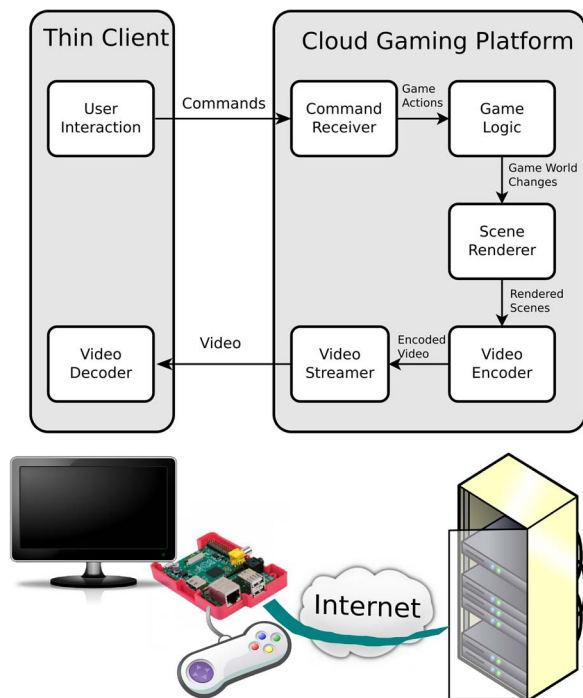 Thin Client
Cloud Gaming Platform
User
Interaction
Commands
Command
Receiver
Game
Actions
Game
Logic
Game World
Changes
Scene
Renderer
Rendered
Scenes
Video
Encoder
Encoded
Video
Video
Streamer
Video
Video
Decoder
Internet